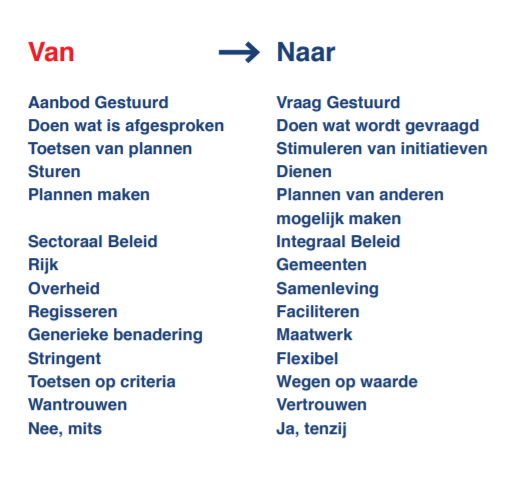 Van → Naar
Aanbod Gestuurd Vraag Gestuurd
Doen wat is afgesproken Doen wat wordt gevraagd
Toetsen van plannen Stimuleren van initiatieven
Sturen Dienen
Plannen maken Plannen van anderen
mogelijk maken
Sectoraal Beleid Integraal Beleid
Rijk Gemeenten
Overheid Samenleving
Regisseren Faciliteren
Generieke benadering Maatwerk
Stringent Flexibel
Toetsen op criteria Wegen op waarde
Wantrouwen Vertrouwen
Nee, mits Ja, tenzij